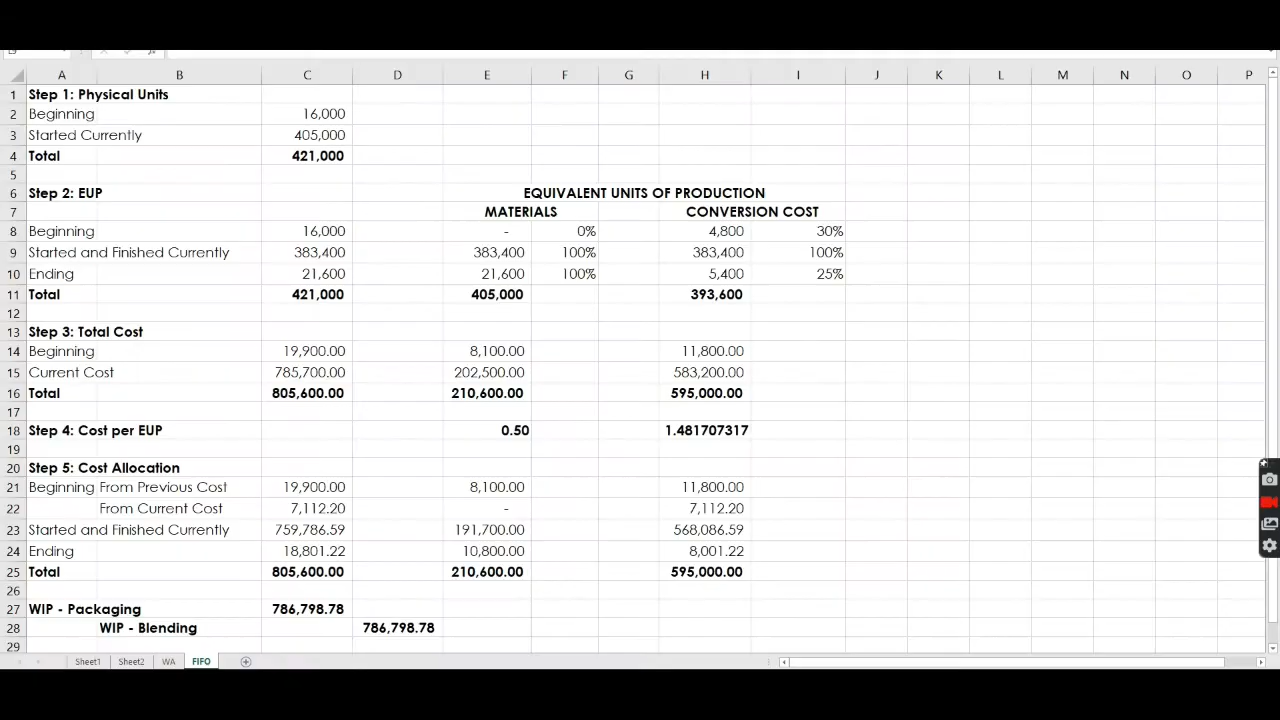 A B C D E F G H I J K L M N O P
1 Step 1: Physical Units
2 Beginning 16,000
3 Started Currently 405,000
4 Total 421,000
5
6 Step 2: EUP EQUIVALENT UNITS OF PRODUCTION
7 MATERIALS CONVERSION COST
8 Beginning 16,000 - 0% 4,800 30%
9 Started and Finished Currently 383,400 383,400 100% 383,400 100%
10 Ending 21,600 21,600 100% 5,400 25%
11 Total 421,000 405,000 393,600
12
13 Step 3: Total Cost
14 Beginning 19,900.00 8,100.00 11,800.00
15 Current Cost 785,700.00 202,500.00 583,200.00
16 Total 805,600.00 210,600.00 595,000.00
17
18 Step 4: Cost per EUP 0.50 1.481707317
19
20 Step 5: Cost Allocation
21 Beginning From Previous Cost 19,900.00 8,100.00 11,800.00
22 From Current Cost 7,112.20 - 7,112.20
23 Started and Finished Currently 759,786.59 191,700.00 568,086.59
24 Ending 18,801.22 10,800.00 8,001.22
25 Total 805,600.00 210,600.00 595,000.00
26
27 WIP - Packaging 786,798.78
28 WIP - Blending 786,798.78
29
Sheet1 Sheet2 WA FIFO